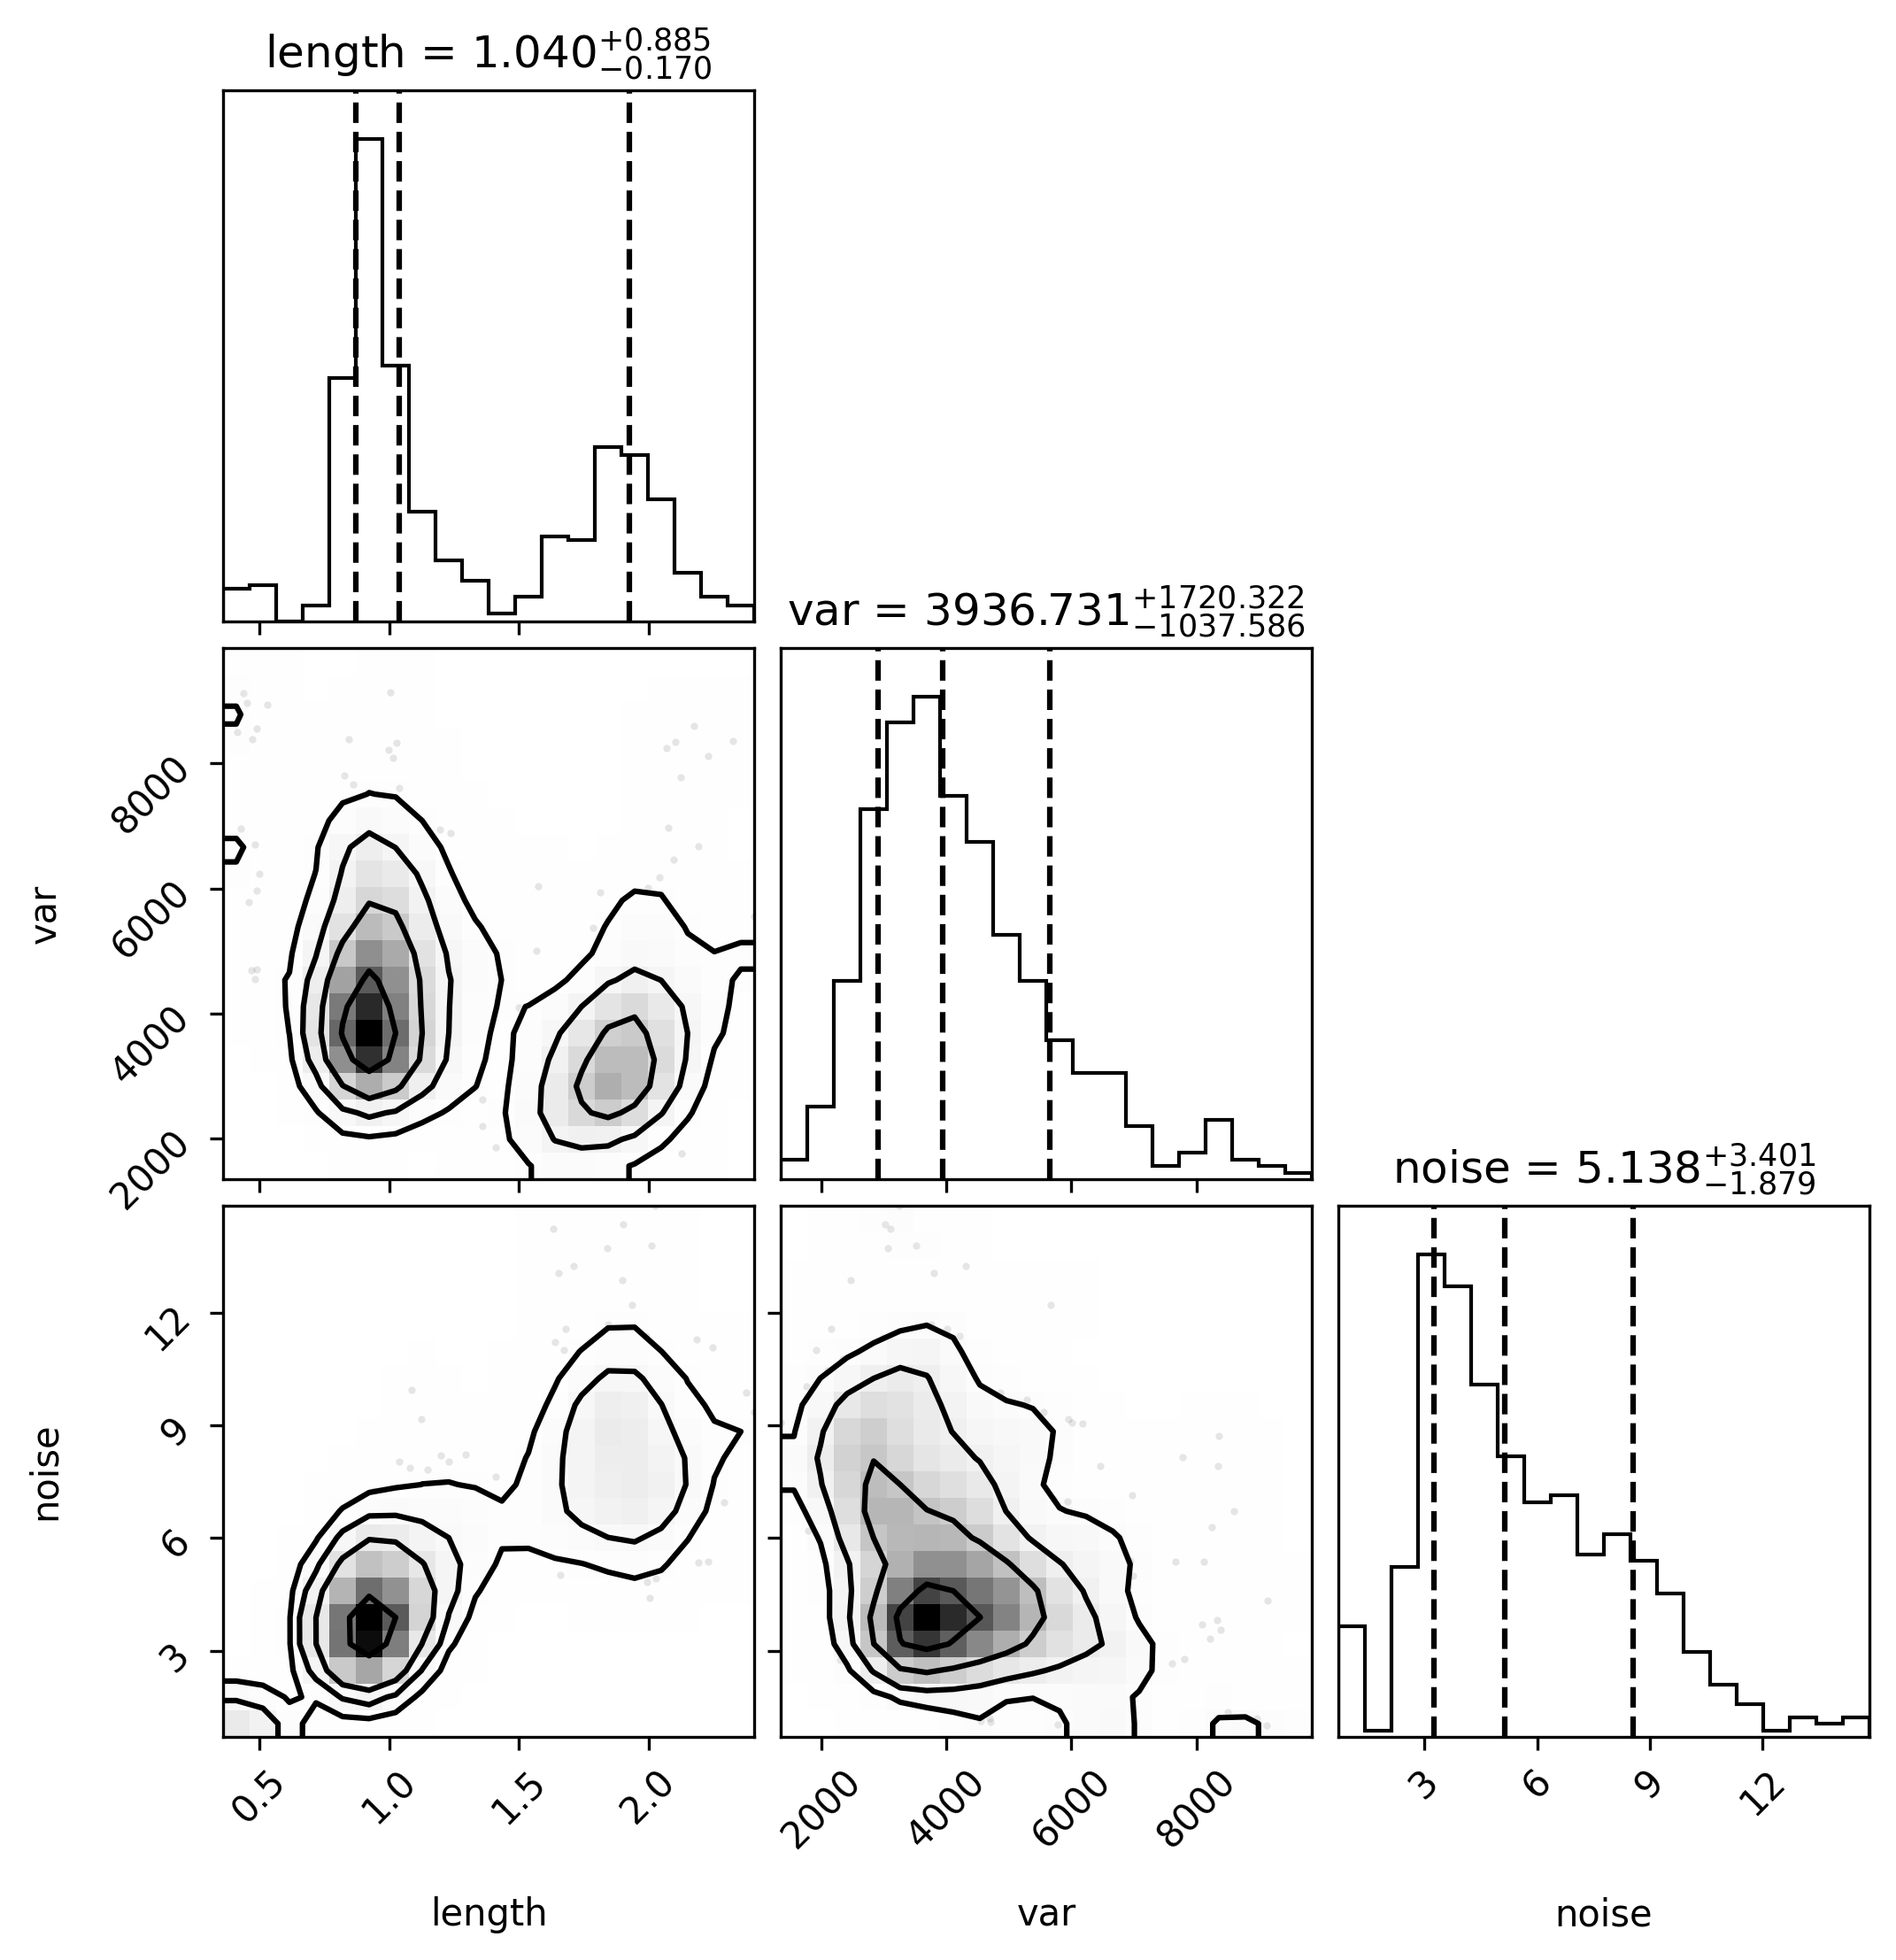 length = 1.040+0.885−0.170
var = 3936.731+1720.322−1037.586
8000
6000
4000
2000
var
noise = 5.138+3.401−1.879
12
9
6
3
noise
0.5 1.0 1.5 2.0 2000 4000 6000 8000 3 6 9 12
length var noise